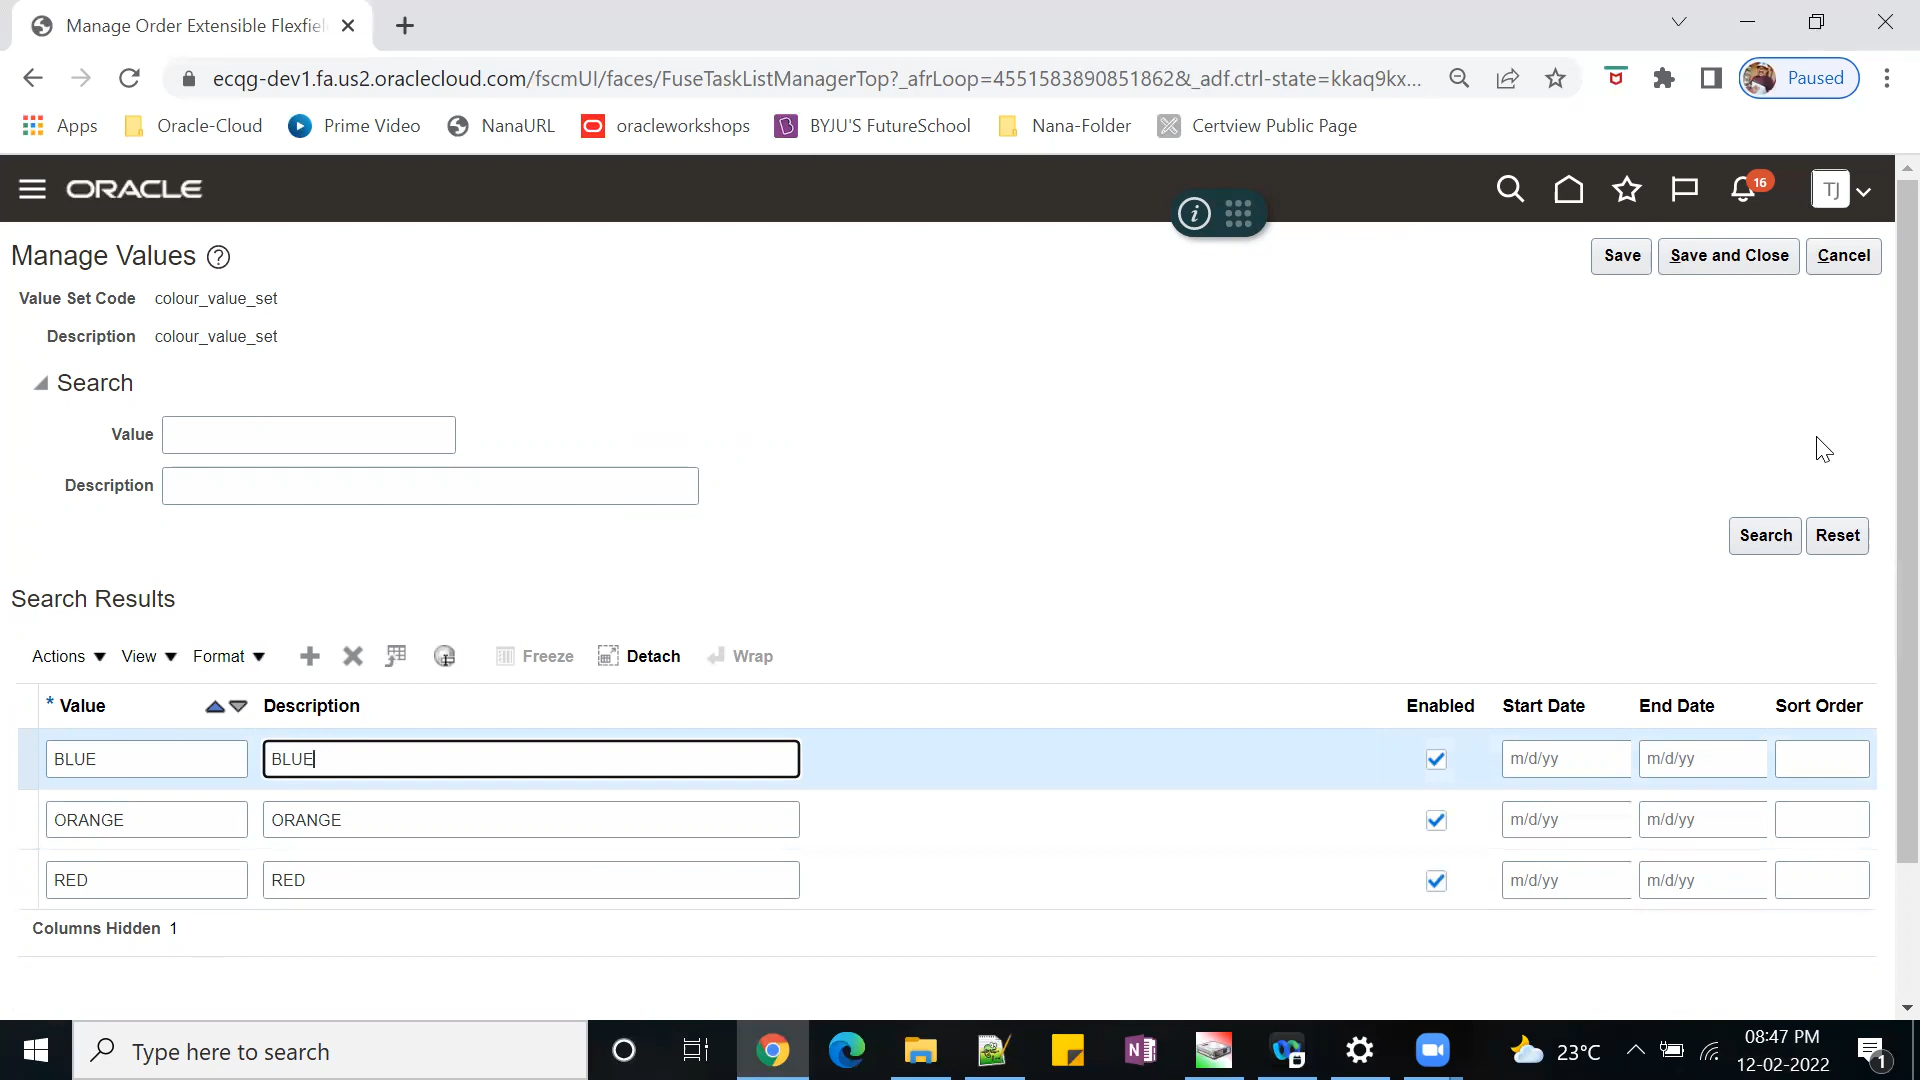 Manage Order Extensible Flexfiel
ecqg-dev1.fa.us2.oraclecloud.com/fscmUI/faces/FuseTaskListManagerTop?_afrLoop=4551583890851862&_adf.ctrl-state=kkaq9kx...
Paused
Apps Oracle-Cloud Prime Video NanaURL oracleworkshops BYJU'S FutureSchool Nana-Folder Certview Public Page
ORACLE 16 TJ
Manage Values
Save Save and Close Cancel
Value Set Code colour_value_set
Description colour_value_set
Search
Value
Description
Search Reset
Search Results
Actions View Format Freeze Detach Wrap
* Value Description Enabled Start Date End Date Sort Order
BLUE BLUE m/d/yy m/d/yy
ORANGE ORANGE m/d/yy m/d/yy
RED RED m/d/yy m/d/yy
Columns Hidden 1
Type here to search
23°C
08:47 PM
12-02-2022
1